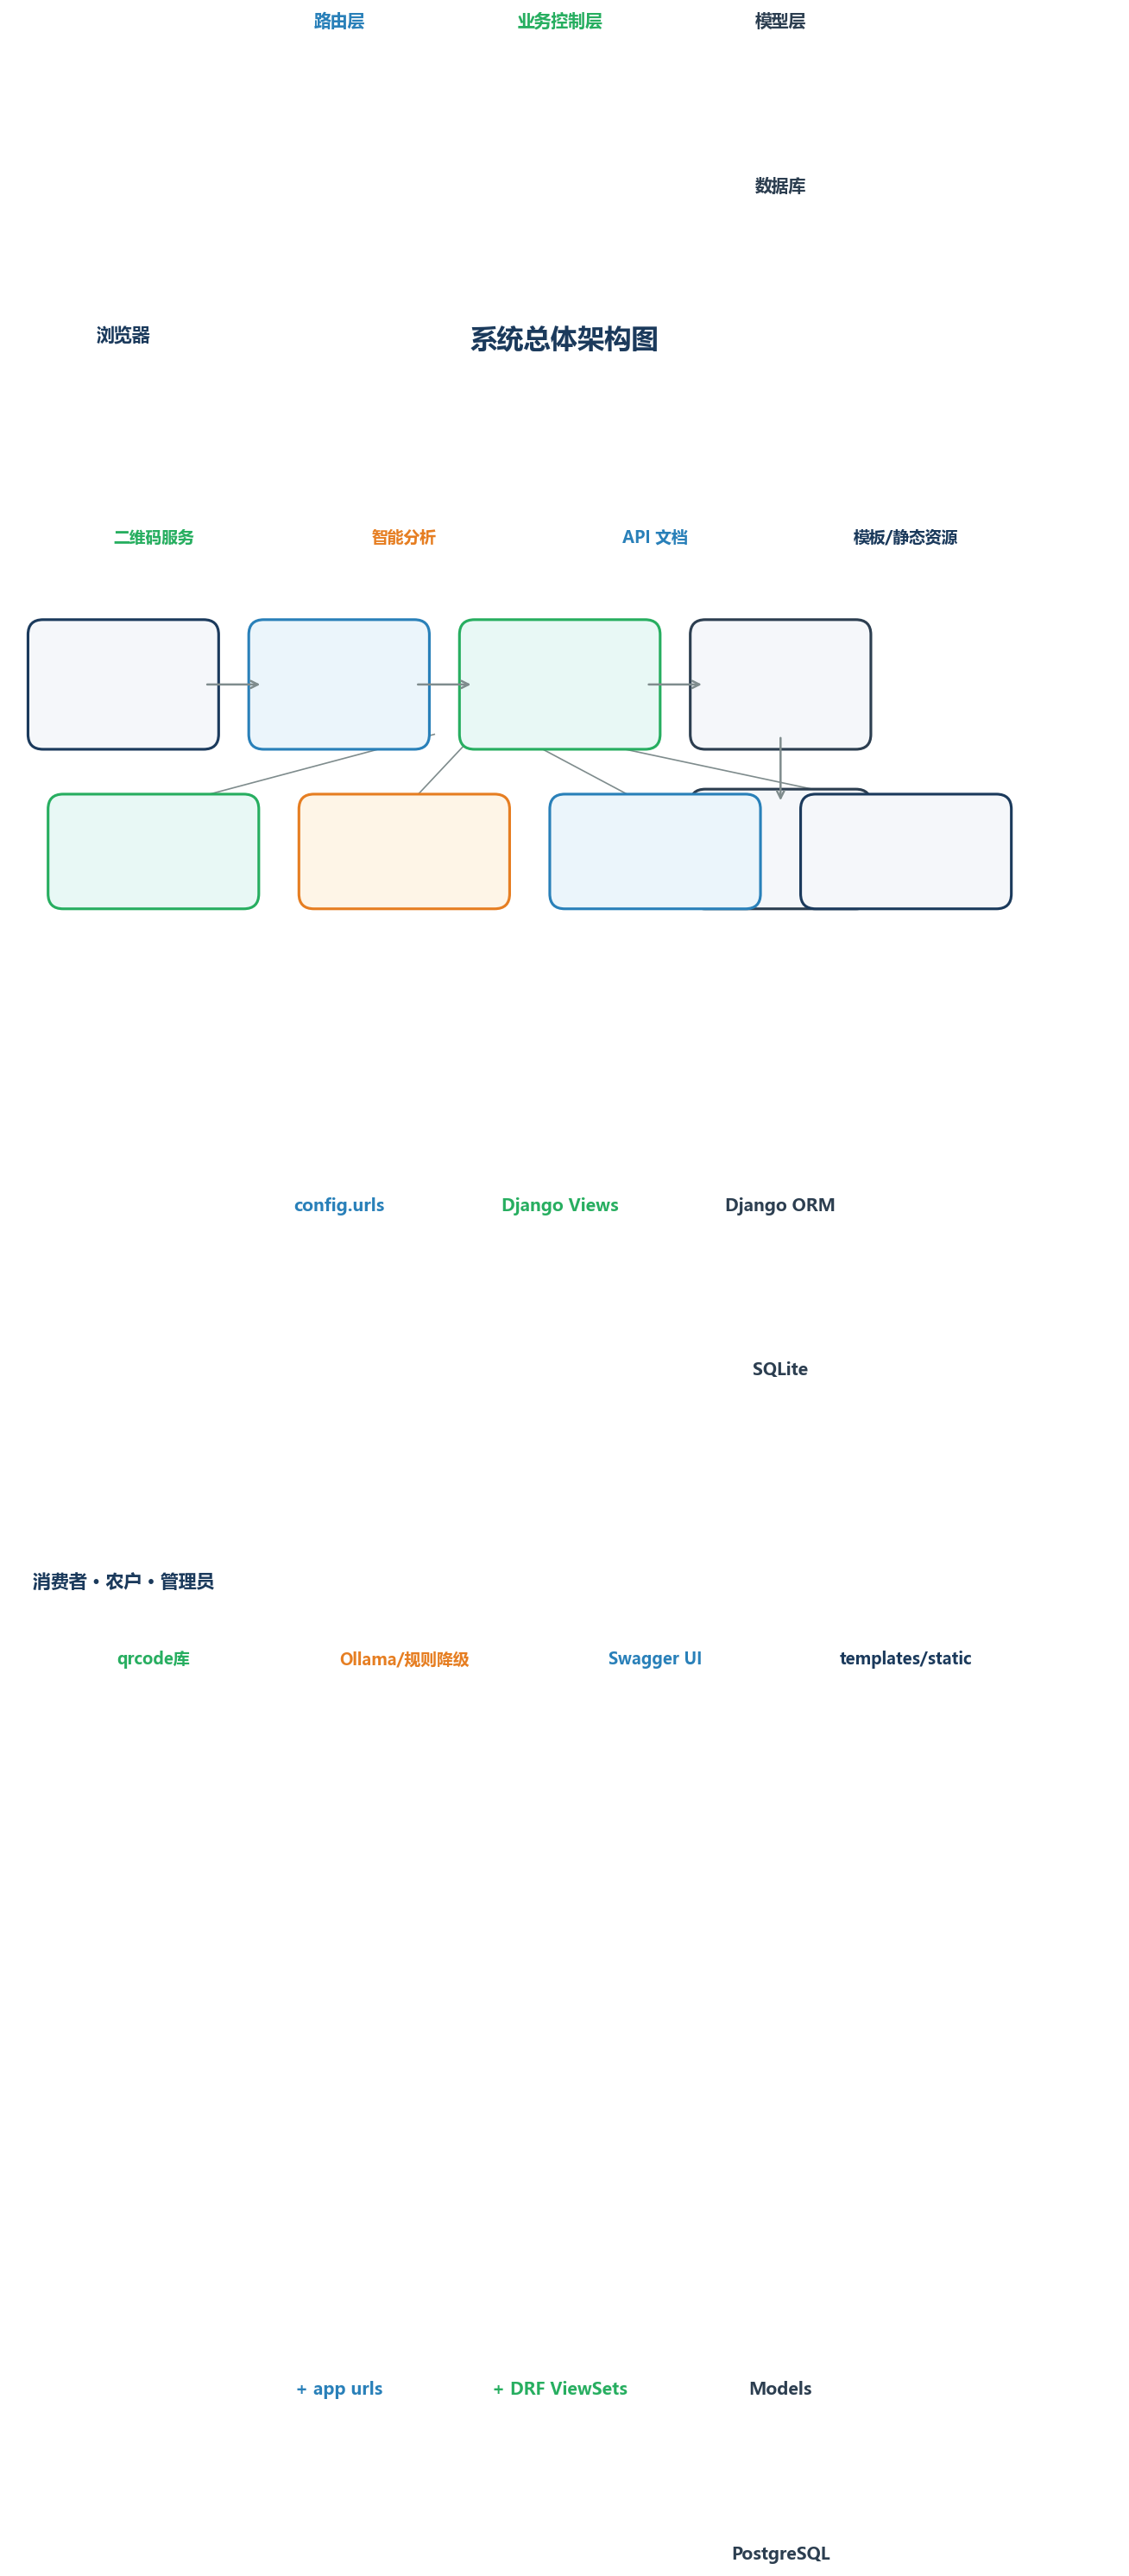 路由层
业务控制层
模型层
数据库
浏览器
系统总体架构图
二维码服务
智能分析
API 文档
模板/静态资源
config.urls
Django Views
Django ORM
SQLite
消费者・农户・管理员
qrcode库
Ollama/规则降级
Swagger UI
templates/static
+ app urls
+ DRF ViewSets
Models
PostgreSQL